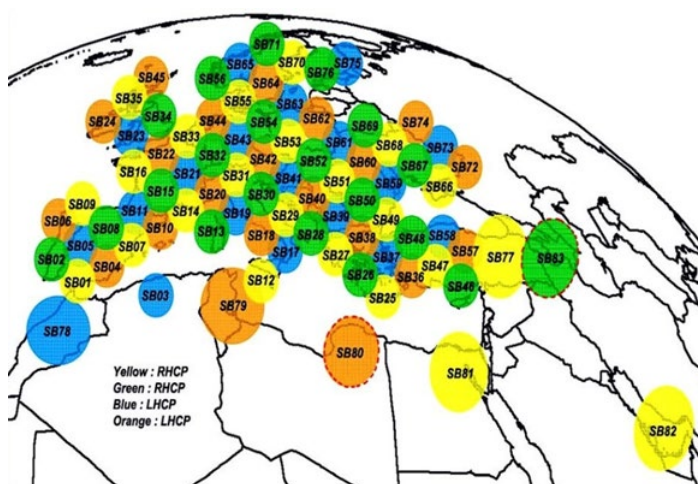 SB71
SB65
SB70
SB75
SB76
SB45
SB56
SB64
SB35
SB55
SB63
SB24
SB34
SB44
SB54
SB62
SB69
SB74
SB23
SB33
SB43
SB53
SB61
SB68
SB73
SB22
SB32
SB42
SB52
SB60
SB67
SB72
SB16
SB21
SB31
SB41
SB51
SB59
SB66
SB15
SB20
SB30
SB40
SB50
SB09
SB11
SB14
SB19
SB29
SB39
SB49
SB06
SB08
SB10
SB13
SB18
SB28
SB38
SB48
SB58
SB05
SB07
SB17
SB27
SB37
SB57
SB77
SB83
SB02
SB04
SB12
SB26
SB36
SB47
SB01
SB03
SB25
SB46
SB78
SB79
SB80
SB81
SB82
Yellow : RHCP
Green : RHCP
Blue : LHCP
Orange : LHCP